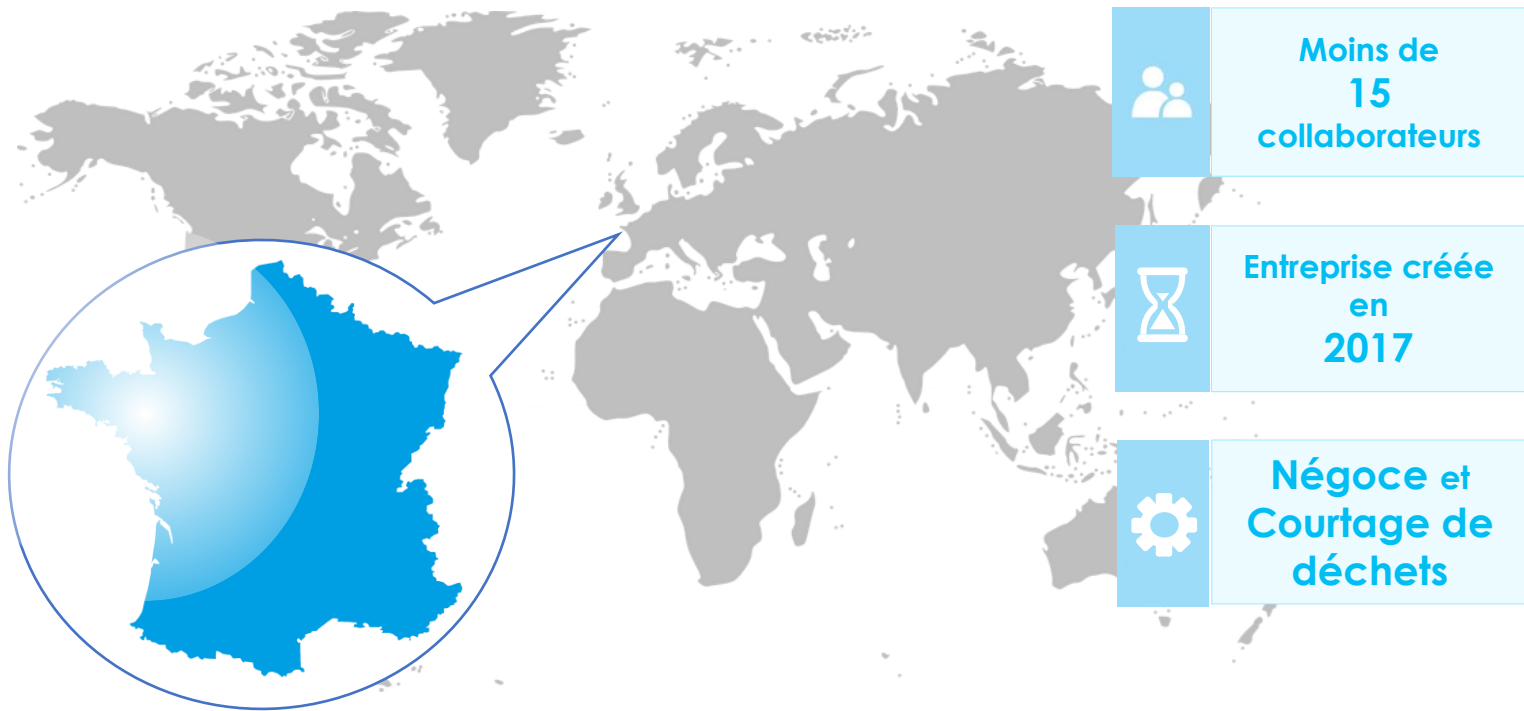 Moins de
15
collaborateurs
Entreprise créée
en
2017
Négoce et
Courtage de
déchets